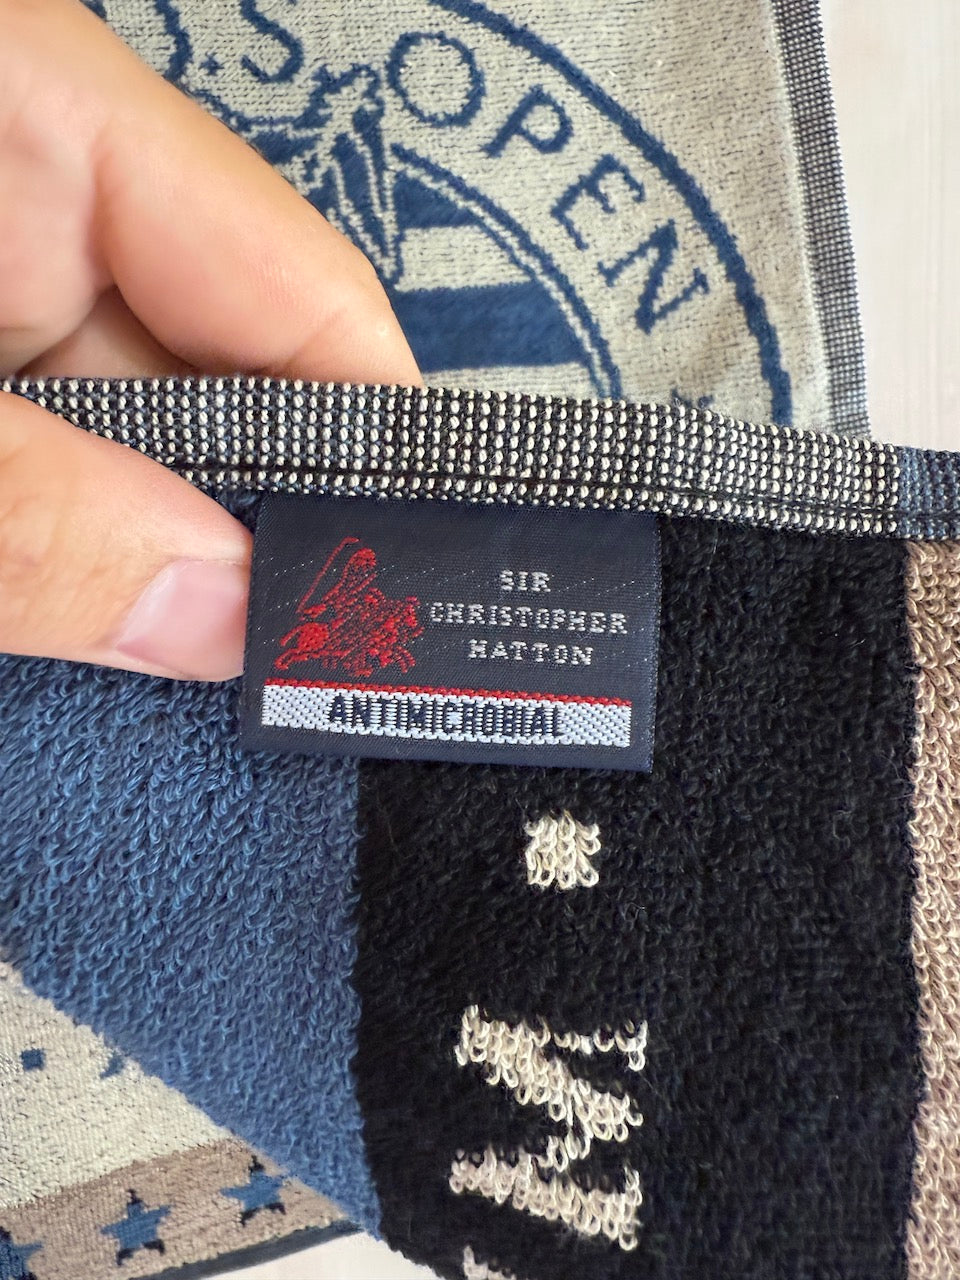 U.S. OPEN
SIR
CHRISTOPHER
HATTON
ANTIMICROBIAL